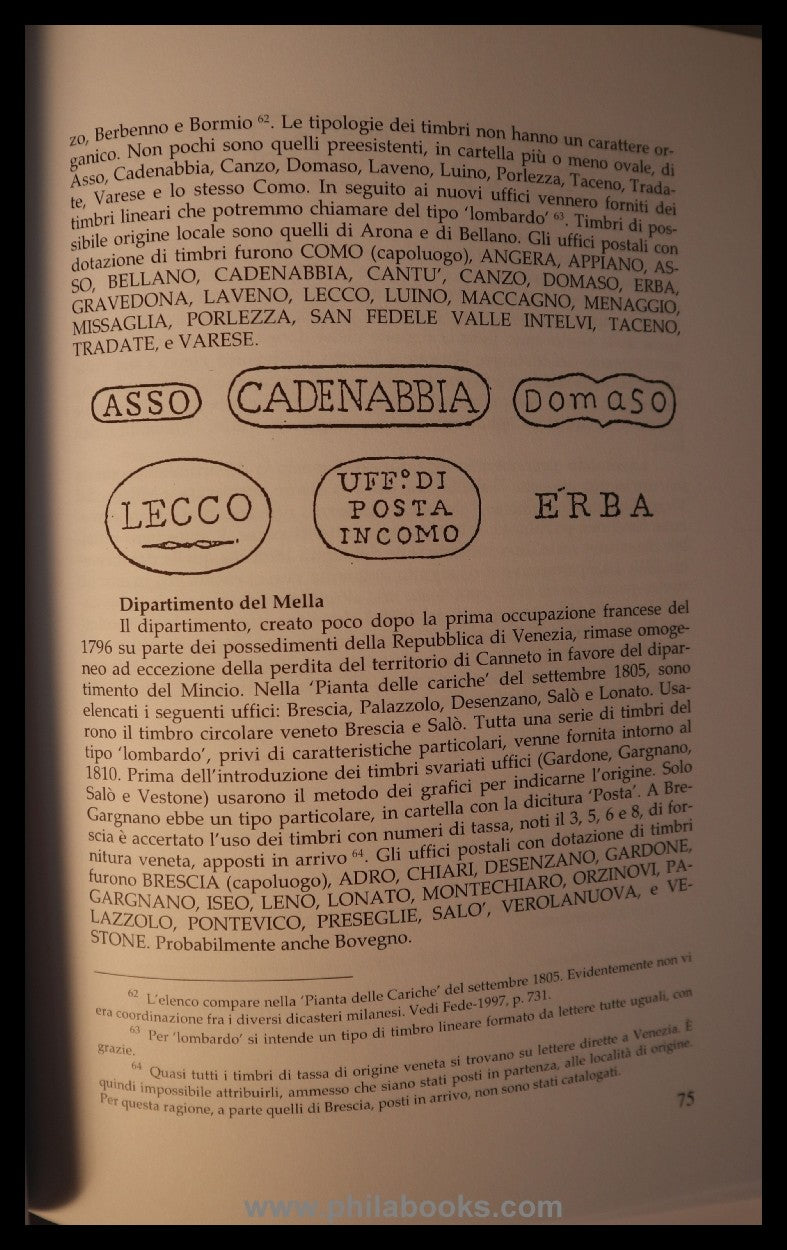 zo, Berbenno e Bormio 62. Le tipologie dei timbri non hanno un carattere or-
ganico. Non pochi sono quelli preesistenti, in cartella più o meno ovale, di
Asso, Cadenabbia, Canzo, Domaso, Laveno, Luino, Porlezza, Taceno, Trada-
te, Varese e lo stesso Como. In seguito ai nuovi uffici vennero forniti dei
timbri lineari che potremmo chiamare del tipo 'lombardo' 63. Timbri di pos-
sibile origine locale sono quelli di Arona e di Bellano. Gli uffici postali con
dotazione di timbri furono COMO (capoluogo), ANGERA, APPIANO, AS-
SO, BELLANO, CADENABBIA, CANTU', CANZO, DOMASO, ERBA,
GRAVEDONA, LAVENO, LECCO, LUINO, MACCAGNO, MENAGGIO,
MISSAGLIA, PORLEZZA, SAN FEDELE VALLE INTELVI, TACENO,
TRADATE, e VARESE.
ASSO CADENABBIA DomaSo
LECCO
UFF.º DI
POSTA
IN COMO
ERBA
Dipartimento del Mella
Il dipartimento, creato poco dopo la prima occupazione francese del
1796 su parte dei possedimenti della Repubblica di Venezia, rimase omoge-
neo ad eccezione della perdita del territorio di Canneto in favore del dipar-
timento del Mincio. Nella 'Pianta delle cariche' del settembre 1805, sono
elencati i seguenti uffici: Brescia, Palazzolo, Desenzano, Salò e Lonato. Usa-
rono il timbro circolare veneto Brescia e Salò. Tutta una serie di timbri del
tipo 'lombardo', privi di caratteristiche particolari, venne fornita intorno al
1810. Prima dell'introduzione dei timbri svariati uffici (Gardone, Gargnano,
Salò e Vestone) usarono il metodo dei grafici per indicarne l'origine. Solo
Gargnano ebbe un tipo particolare, in cartella con la dicitura 'Posta'. A Bre-
scia è accertato l'uso dei timbri con numeri di tassa, noti il 3, 5, 6 e 8, di for-
nitura veneta, apposti in arrivo 64. Gli uffici postali con dotazione di timbri
furono BRESCIA (capoluogo), ADRO, CHIARI, DESENZANO, GARDONE,
GARGNANO, ISEO, LENO, LONATO, MONTECHIARO, ORZINOVI, PA-
LAZZOLO, PONTEVICO, PRESEGLIE, SALO', VEROLANUOVA, e VE-
STONE. Probabilmente anche Bovegno.
62 L'elenco compare nella 'Pianta delle Cariche' del settembre 1805. Evidentemente non vi
era coordinazione fra i diversi dicasteri milanesi. Vedi Fede-1997, p. 731.
63 Per 'lombardo' si intende un tipo di timbro lineare formato da lettere tutte uguali, con
grazie.
64 Quasi tutti i timbri di tassa di origine veneta si trovano su lettere dirette a Venezia. È
quindi impossibile attribuirli, ammesso che siano stati posti in partenza, alle località di origine.
Per questa ragione, a parte quelli di Brescia, posti in arrivo, non sono stati catalogati.
75
www.philabooks.com